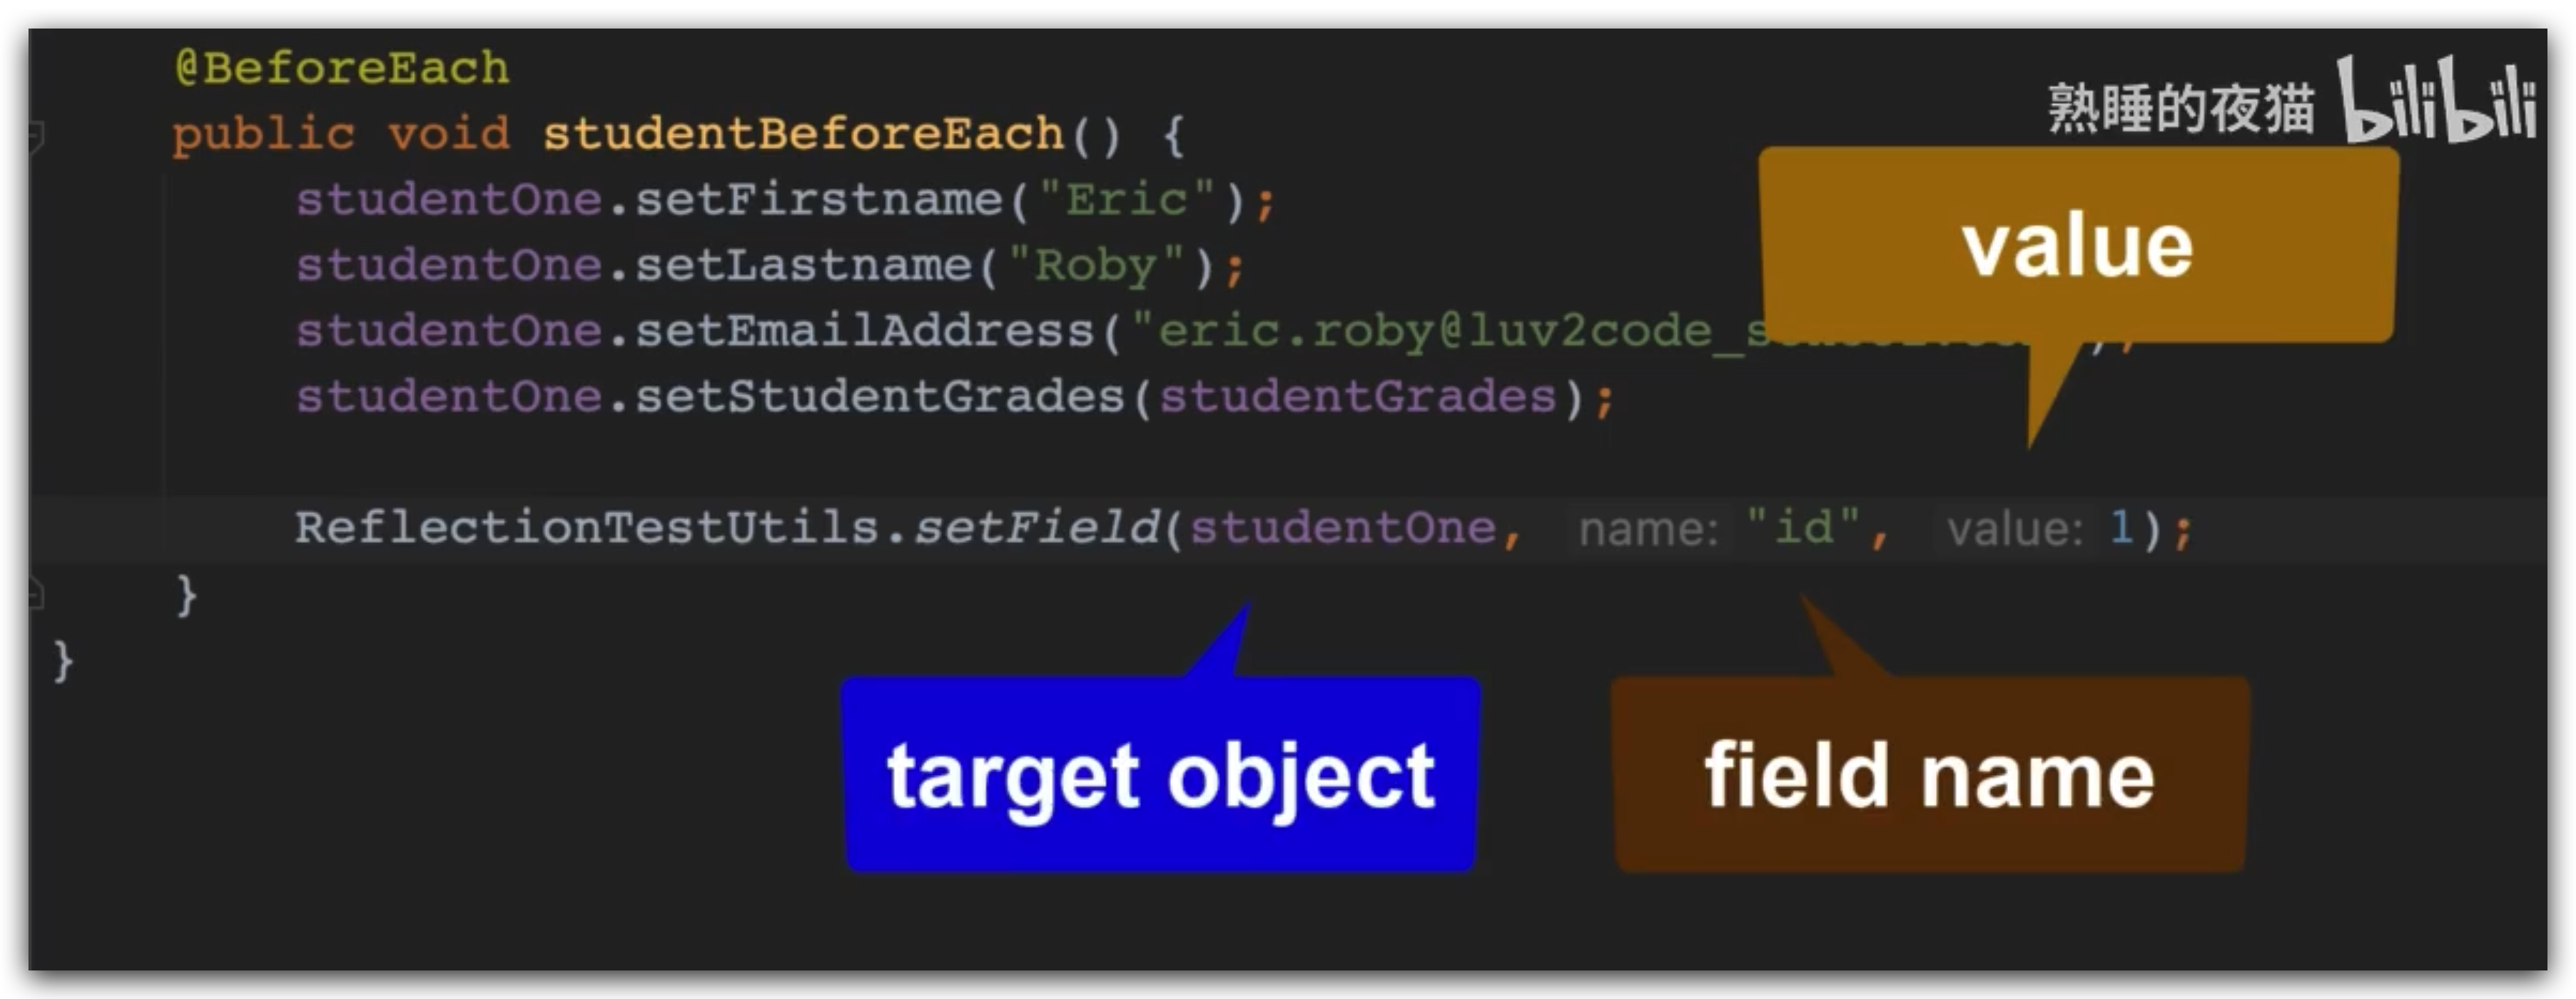 @BeforeEach
熟睡的夜猫 bilibili
public void studentBeforeEach() {
studentOne.setFirstname("Eric");
value
studentOne.setLastname("Roby");
studentOne.setEmailAddress("eric.roby@luv2code_s
studentOne.setStudentGrades(studentGrades);
ReflectionTestUtils.setField(studentOne, name: "id", value: 1);
}
}
target object
field name